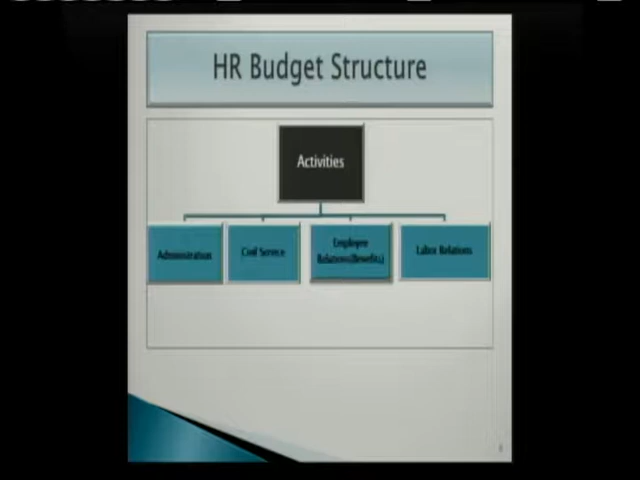 HR Budget Structure
Activities
Administration
Civil Service
Employee
Relations(Benefits)
Labor Relations